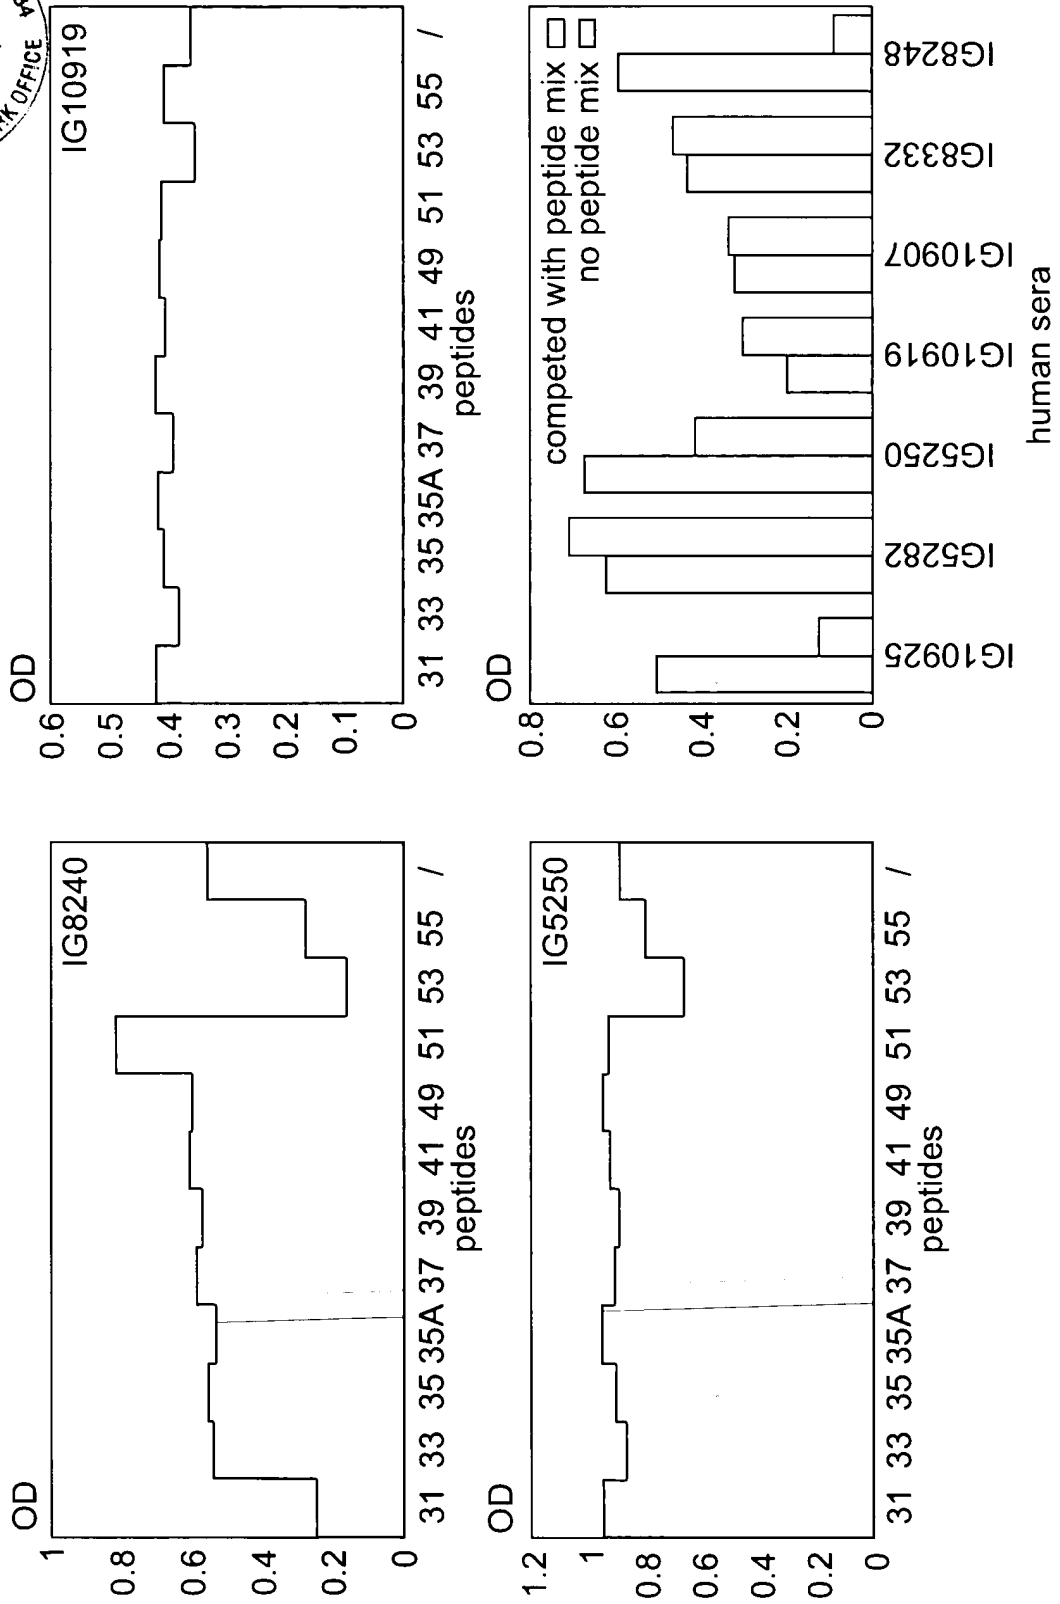 OFFICE
OD
IG8240
1
0.8
0.6
0.4
0.2
0
31 33 35 35A 37 39 41 49 51 53 55 /
peptides
OD
IG10919
0.6
0.5
0.4
0.3
0.2
0.1
0
31 33 35 35A 37 39 41 49 51 53 55 /
peptides
OD
IG5250
1.2
1
0.8
0.6
0.4
0.2
0
31 33 35 35A 37 39 41 49 51 53 55 /
peptides
OD
competed with peptide mix
no peptide mix
0.8
0.6
0.4
0.2
0
IG10925 IG5282 IG5250 IG10919 IG10907 IG8332 IG8248
human sera